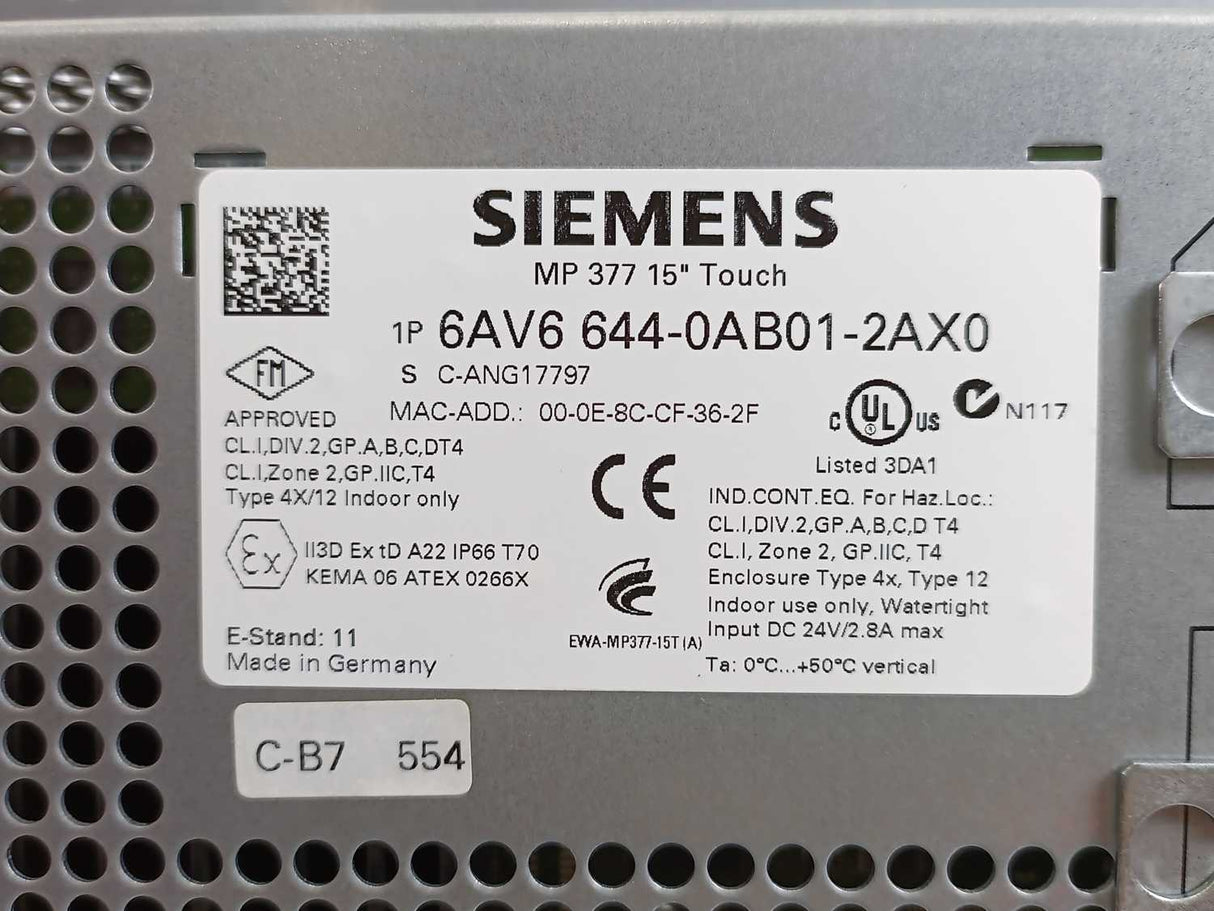 SIEMENS
MP 377 15" Touch
1P 6AV6 644-0AB01-2AX0
S C-ANG17797
MAC-ADD.: 00-0E-8C-CF-36-2F
FM
APPROVED
CL.I,DIV.2,GP.A,B,C,DT4
CL.I,Zone 2,GP.IIC,T4
Type 4X/12 Indoor only
Ex II3D Ex tD A22 IP66 T70
KEMA 06 ATEX 0266X
E-Stand: 11
Made in Germany
CE
EWA-MP377-15T(A)
c UL US
N117
Listed 3DA1
IND.CONT.EQ. For Haz.Loc.:
CL.I,DIV.2,GP.A,B,C,D T4
CL.I, Zone 2, GP.IIC, T4
Enclosure Type 4x, Type 12
Indoor use only, Watertight
Input DC 24V/2.8A max
Ta: 0°C...+50°C vertical
C-B7 554